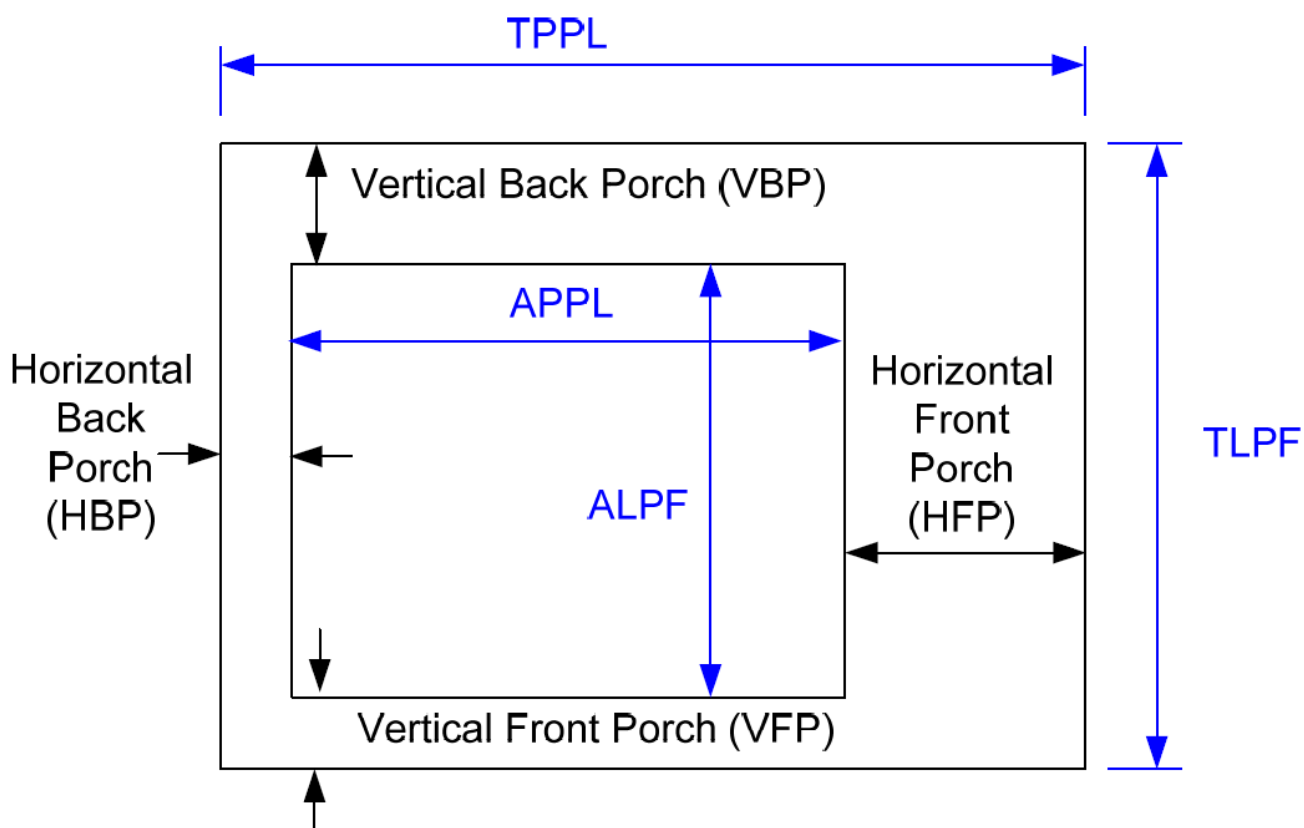 TPPL
Vertical Back Porch (VBP)
APPL
Horizontal
Back
Porch
(HBP)
Horizontal
Front
Porch
(HFP)
TLPF
ALPF
Vertical Front Porch (VFP)